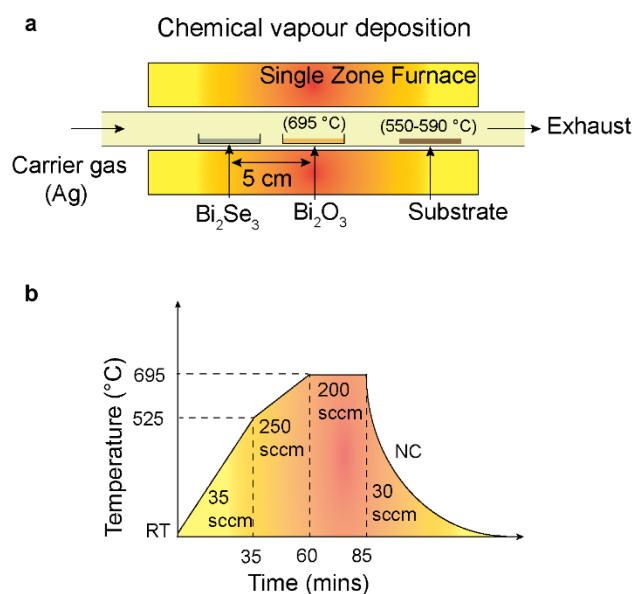 a
Chemical vapour deposition
Single Zone Furnace
(695 °C)
(550-590 °C)
Exhaust
Carrier gas
(Ag)
5 cm
Bi₂Se₃
Bi₂O₃
Substrate
b
Temperature (°C)
695
525
RT
35
sccm
250
sccm
200
sccm
NC
30
sccm
35
60
85
Time (mins)